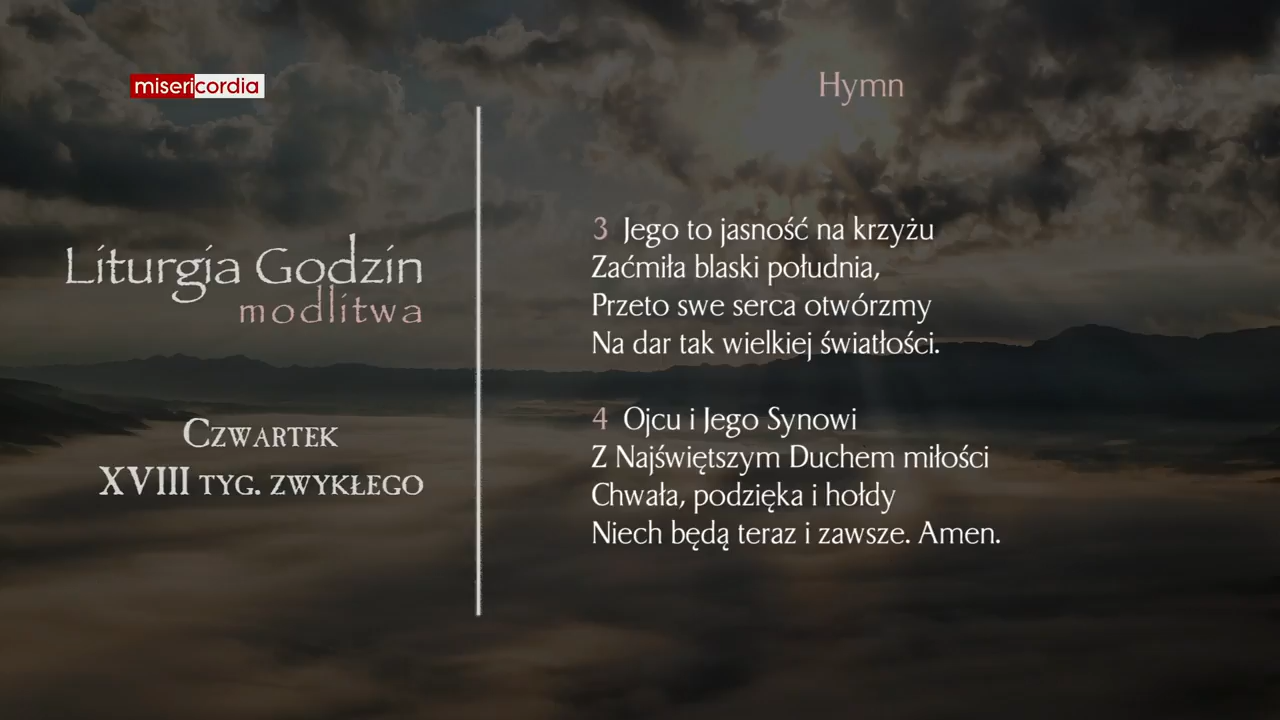 misericordia
Liturgia Godzin
modlitwa
Czwartek
XVIII tyg. zwykłego
Hymn
3 Jego to jasność na krzyżu
Zaćmiła blaski południa,
Przeto swe serca otwórzmy
Na dar tak wielkiej światłości.
4 Ojcu i Jego Synowi
Z Najświętszym Duchem miłości
Chwała, podzięka i hołdy
Niech będą teraz i zawsze. Amen.